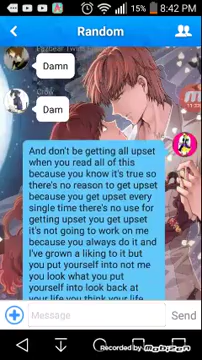 15% 8:42 PM
Random
Damn
Dam
And don't be getting all upset
when you read all of this
because you know it's true so
there's no reason to get upset
because you get upset every
single time there's no use for
getting upset you get upset
it's not going to work on me
because you always do it and
I've grown a liking to it but
you put yourself into not me
you look what you put
yourself into look back at
your life you think your life
Message
Send
Recorded by